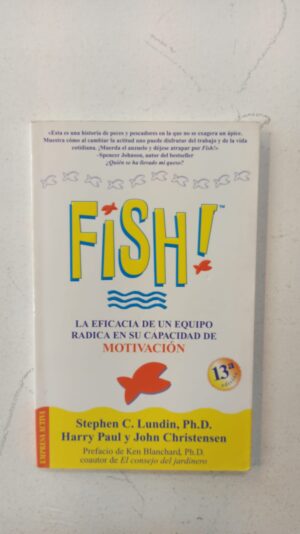 «Esta es una historia de peces y pescadores en la que no se exagera un ápice.
Muestra cómo al cambiar la actitud uno puede disfrutar del trabajo y de la vida
cotidiana. ¡Muerda el anzuelo y déjese atrapar por Fish!»
-Spencer Johnson, autor del bestseller
¿Quién se ha llevado mi queso?
FiSH!™
LA EFICACIA DE UN EQUIPO
RADICA EN SU CAPACIDAD DE
MOTIVACIÓN
13ª
Stephen C. Lundin, Ph.D.
Harry Paul y John Christensen
Prefacio de Ken Blanchard, Ph.D.
coautor de El consejo del jardinero
EMPRESA ACTIVA